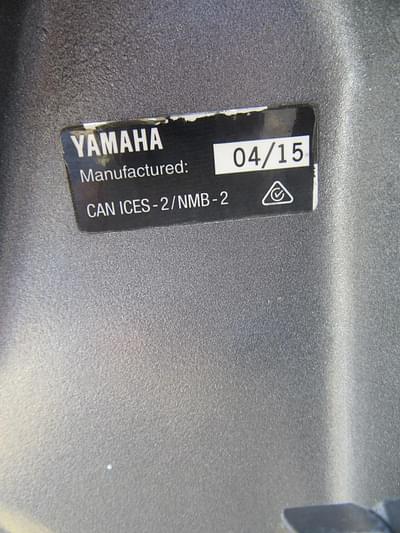 YAMAHA
Manufactured: 04/15
CAN ICES-2/NMB-2